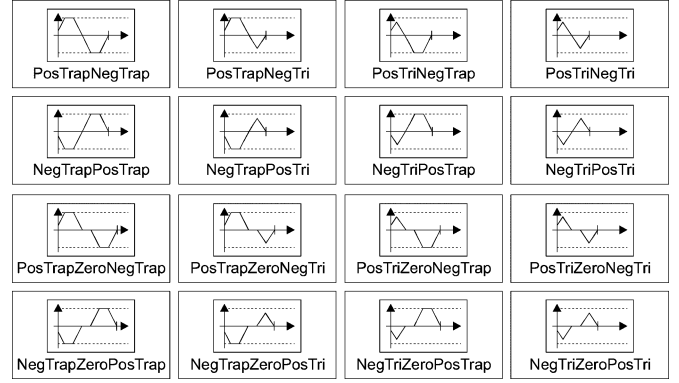 PosTrapNegTrap
PosTrapNegTri
PosTriNegTrap
PosTriNegTri
NegTrapPosTrap
NegTrapPosTri
NegTriPosTrap
NegTriPosTri
PosTrapZeroNegTrap
PosTrapZeroNegTri
PosTriZeroNegTrap
PosTriZeroNegTri
NegTrapZeroPosTrap
NegTrapZeroPosTri
NegTriZeroPosTrap
NegTriZeroPosTri